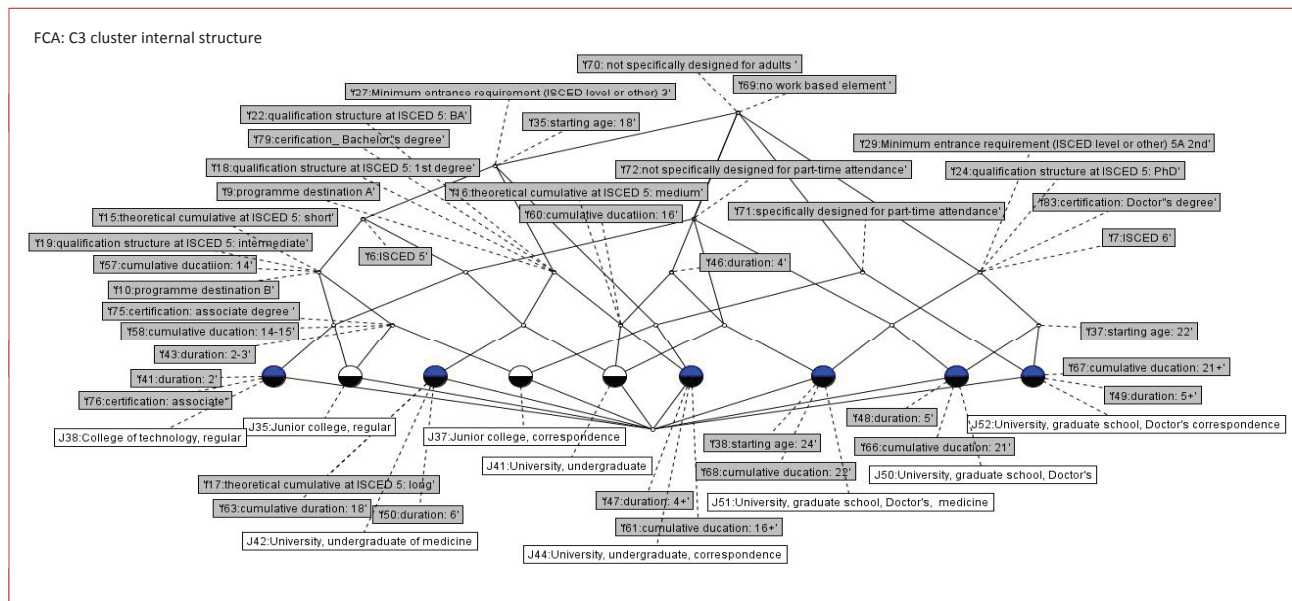 FCA: C3 cluster internal structure
'f70: not specifically designed for adults '
'f69:no work based element '
'f27:Minimum entrance requirement (ISCED level or other) 3'
'f22:qualification structure at ISCED 5: BA'
'f35:starting age: 18'
'f79:cerification_ Bachelor''s degree'
'f29:Minimum entrance requirement (ISCED level or other) 5A 2nd'
'f18:qualification structure at ISCED 5: 1st degree'
'f72:not specifically designed for part-time attendance'
'f24:qualification structure at ISCED 5: PhD'
'f9:programme destination A'
'f16:theoretical cumulative at ISCED 5: medium'
'f83:certification: Doctor''s degree'
'f15:theoretical cumulative at ISCED 5: short'
'f60:cumulative ducatiion: 16'
'f71:specifically designed for part-time attendance'
'f19:qualification structure at ISCED 5: intermediate'
'f7:ISCED 6'
'f57:cumulative ducatiion: 14'
'f6:ISCED 5'
'f46:duration: 4'
'f10:programme destination B'
'f75:certification: associate degree '
'f58:cumulative ducation: 14-15'
'f37:starting age: 22'
'f43:duration: 2-3'
'f41:duration: 2'
'f67:cumulative ducation: 21+'
'f49:duration: 5+'
'f76:certification: associate''
'f48:duration: 5'
J52:University, graduate school, Doctor's correspondence
J38:College of technology, regular
J35:Junior college, regular
J37:Junior college, correspondence
'f38:starting age: 24'
'f66:cumulative ducation: 21'
J41:University, undergraduate
'f68:cumulative ducation: 22'
J50:University, graduate school, Doctor's
'f17:theoretical cumulative at ISCED 5: long'
'f47:duration: 4+'
J51:University, graduate school, Doctor's, medicine
'f63:cumulative duration: 18'
'f50:duration: 6'
'f61:cumulative ducation: 16+'
J42:University, undergraduate of medicine
J44:University, undergraduate, correspondence